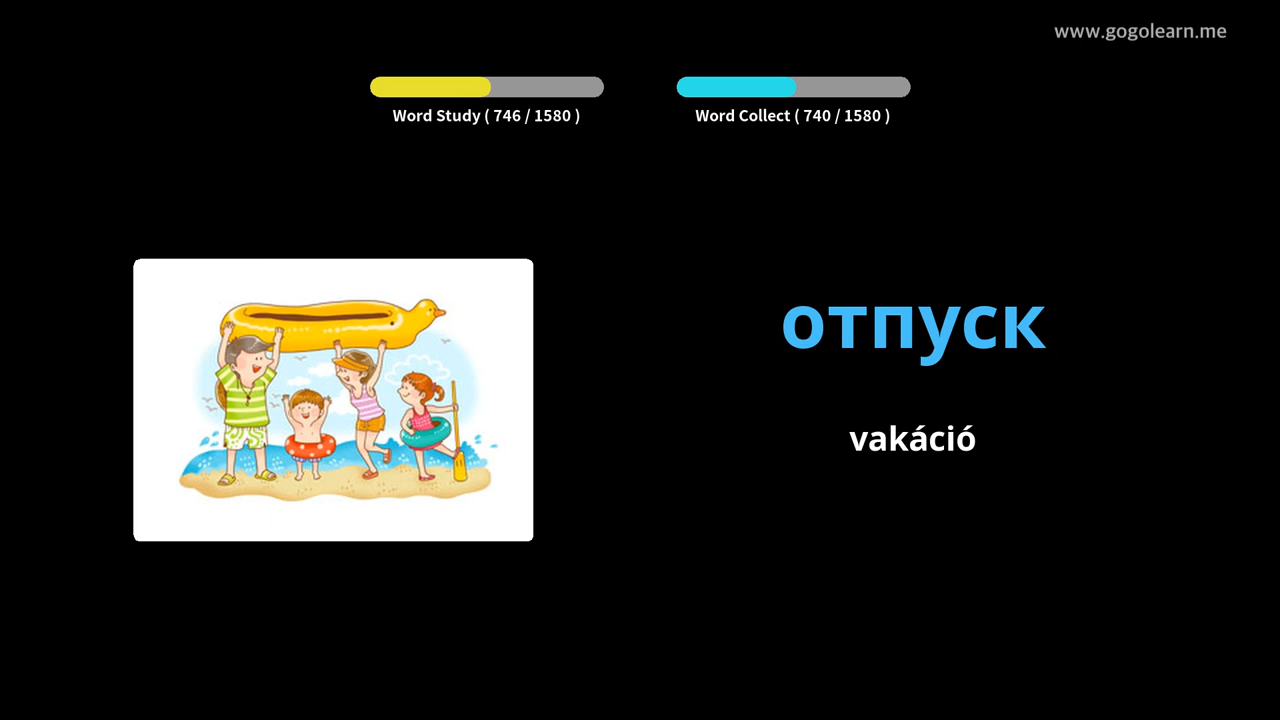 www.gogolearn.me
Word Study ( 746 / 1580 )
Word Collect ( 740 / 1580 )
отпуск
vakáció